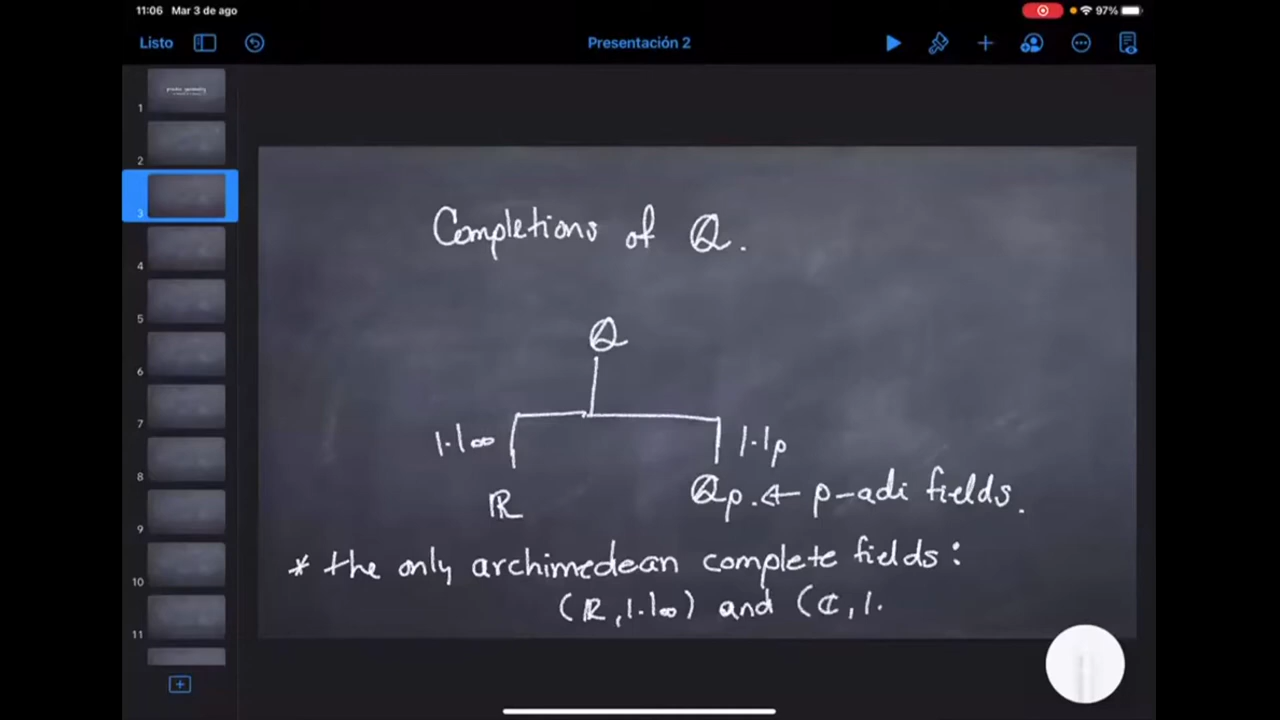 11:06 Mar 3 de ago
97%
Listo
Presentación 2
1
2
3
4
5
6
7
8
9
10
11
Completions of ℚ.
ℚ
|·|∞
|·|p
ℝ
ℚp. ← p-adi fields.
* the only archimedean complete fields:
(ℝ, |·|∞) and (ℂ, |·